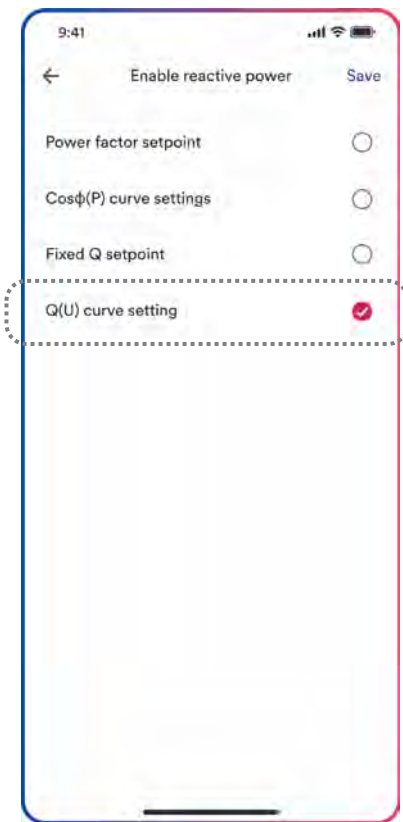 9:41
Enable reactive power Save
Power factor setpoint
Cosϕ(P) curve settings
Fixed Q setpoint
Q(U) curve setting